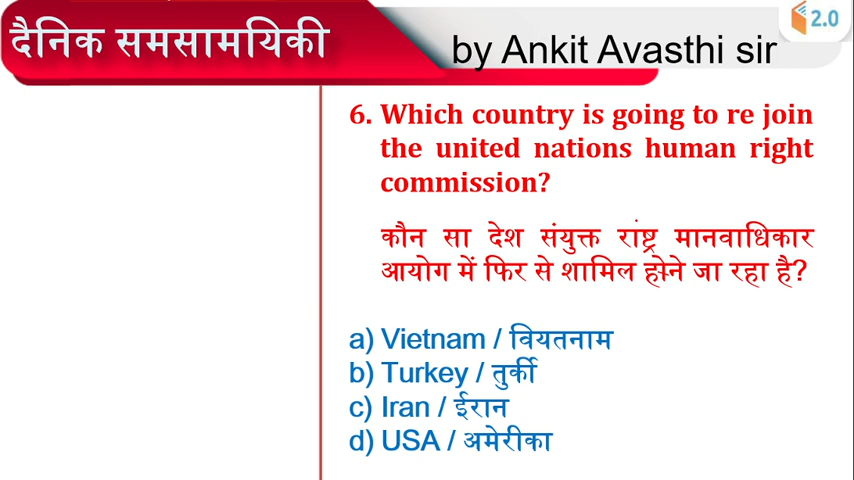 दैनिक समसामयिकी
by Ankit Avasthi sir
2.0
6. Which country is going to re join
the united nations human right
commission?
कौन सा देश संयुक्त राष्ट्र मानवाधिकार
आयोग में फिर से शामिल होने जा रहा है?
a) Vietnam / वियतनाम
b) Turkey / तुर्की
c) Iran / ईरान
d) USA / अमेरीका